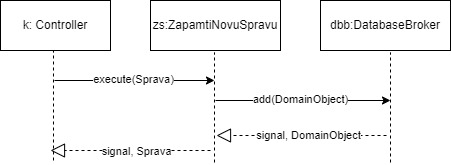 k: Controller
zs:ZapamtiNovuSpravu
dbb:DatabaseBroker
execute(Sprava)
add(DomainObject)
signal, DomainObject
signal, Sprava